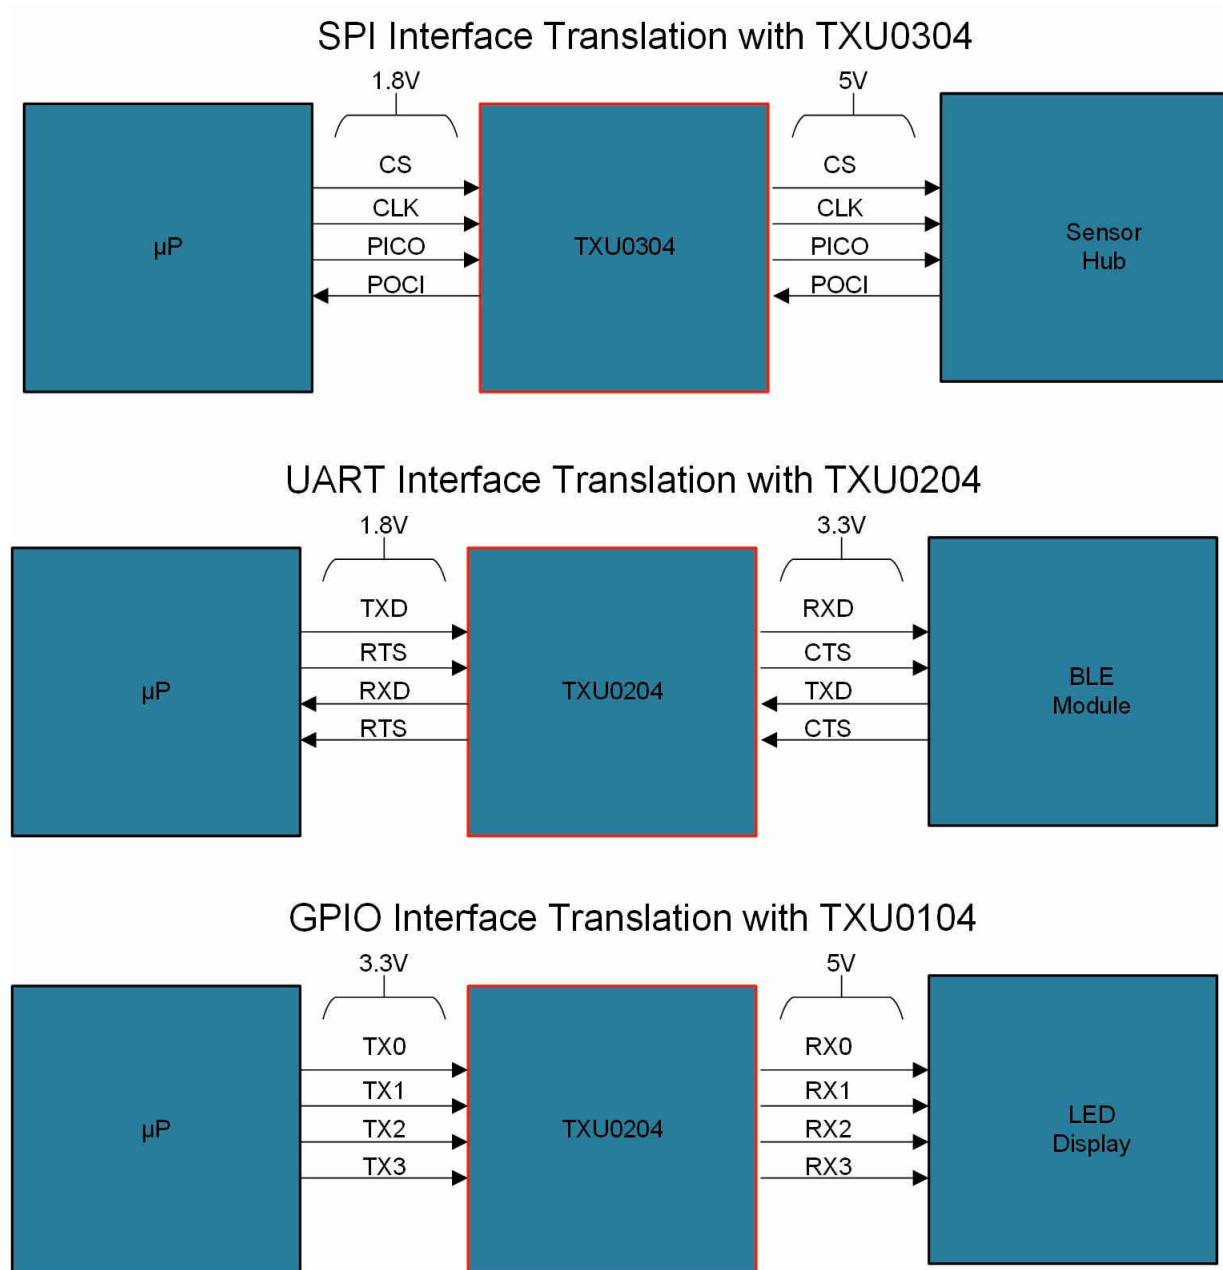 SPI Interface Translation with TXU0304
1.8V
5V
CS
CS
CLK
CLK
µP
PICO
TXU0304
PICO
Sensor
Hub
POCI
POCI
UART Interface Translation with TXU0204
1.8V
3.3V
TXD
RXD
RTS
CTS
µP
RXD
TXU0204
TXD
BLE
Module
RTS
CTS
GPIO Interface Translation with TXU0104
3.3V
5V
TX0
RX0
TX1
RX1
µP
TX2
TXU0204
RX2
LED
Display
TX3
RX3